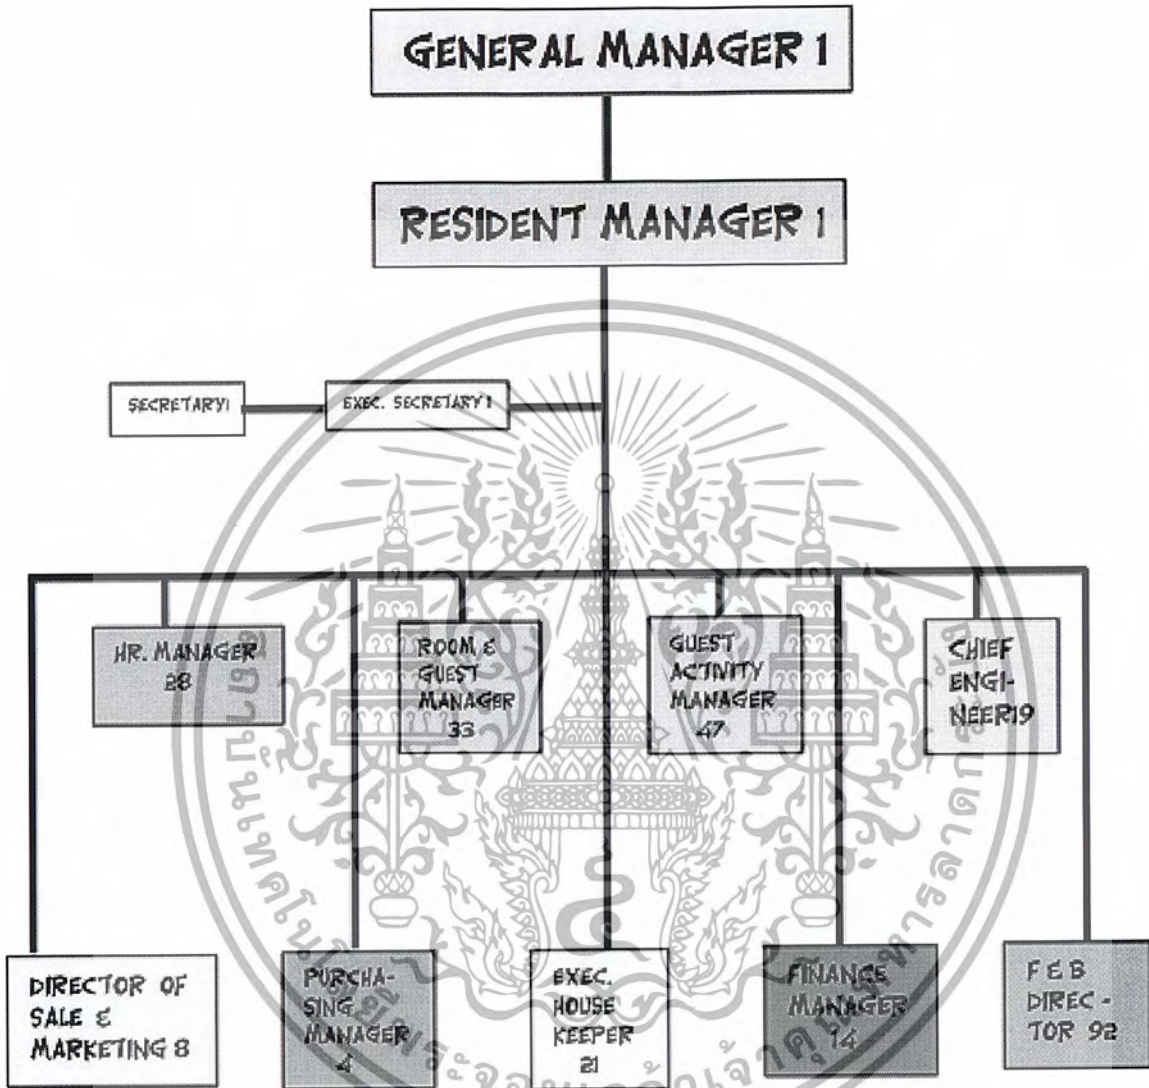 GENERAL MANAGER 1
RESIDENT MANAGER 1
SECRETARY1
EXEC. SECRETARY 1
HR. MANAGER
28
ROOM &
GUEST
MANAGER
33
GUEST
ACTIVITY
MANAGER
47
CHIEF
ENGI-
NEER19
DIRECTOR OF
SALE &
MARKETING 8
PURCHA-
SING
MANAGER
4
EXEC.
HOUSE
KEEPER
21
FINANCE
MANAGER
14
F & B
DIREC -
TOR 92